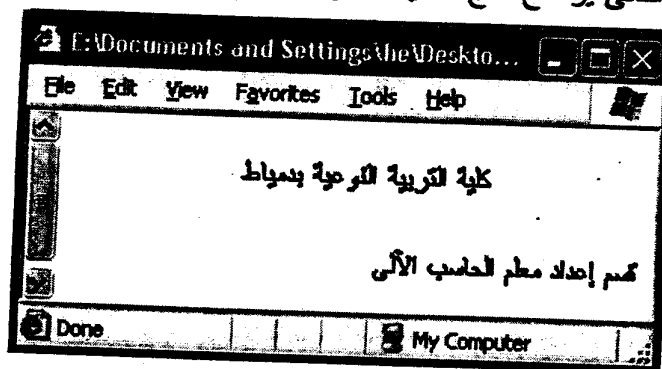 E:\Documents and Settings\he\Deskto...
File Edit View Favorites Tools Help
كلية التربية النوعية بدمياط
قسم إعداد معلم الحاسب الآلى
Done My Computer